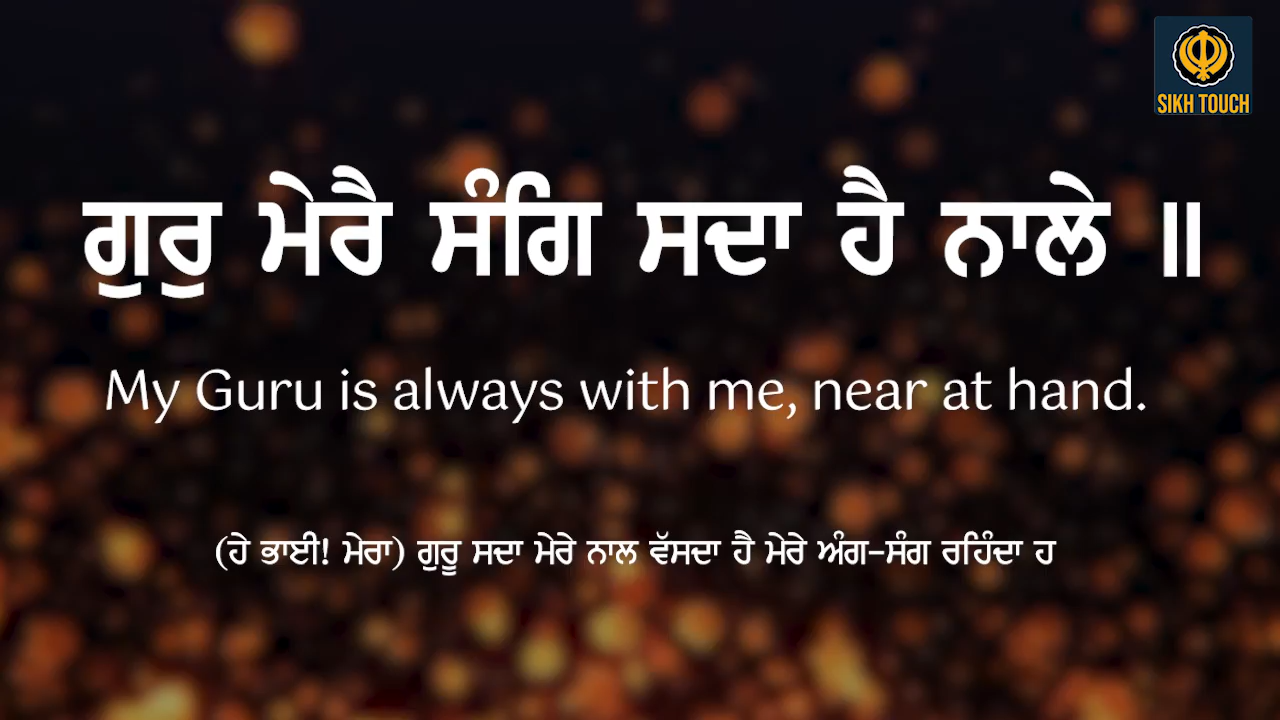 SIKH TOUCH
ਗੁਰੁ ਮੇਰੈ ਸੰਗਿ ਸਦਾ ਹੈ ਨਾਲੇ ॥
My Guru is always with me, near at hand.
(ਹੇ ਭਾਈ! ਮੇਰਾ) ਗੁਰੂ ਸਦਾ ਮੇਰੇ ਨਾਲ ਵੱਸਦਾ ਹੈ ਮੇਰੇ ਅੰਗ-ਸੰਗ ਰਹਿੰਦਾ ਹ